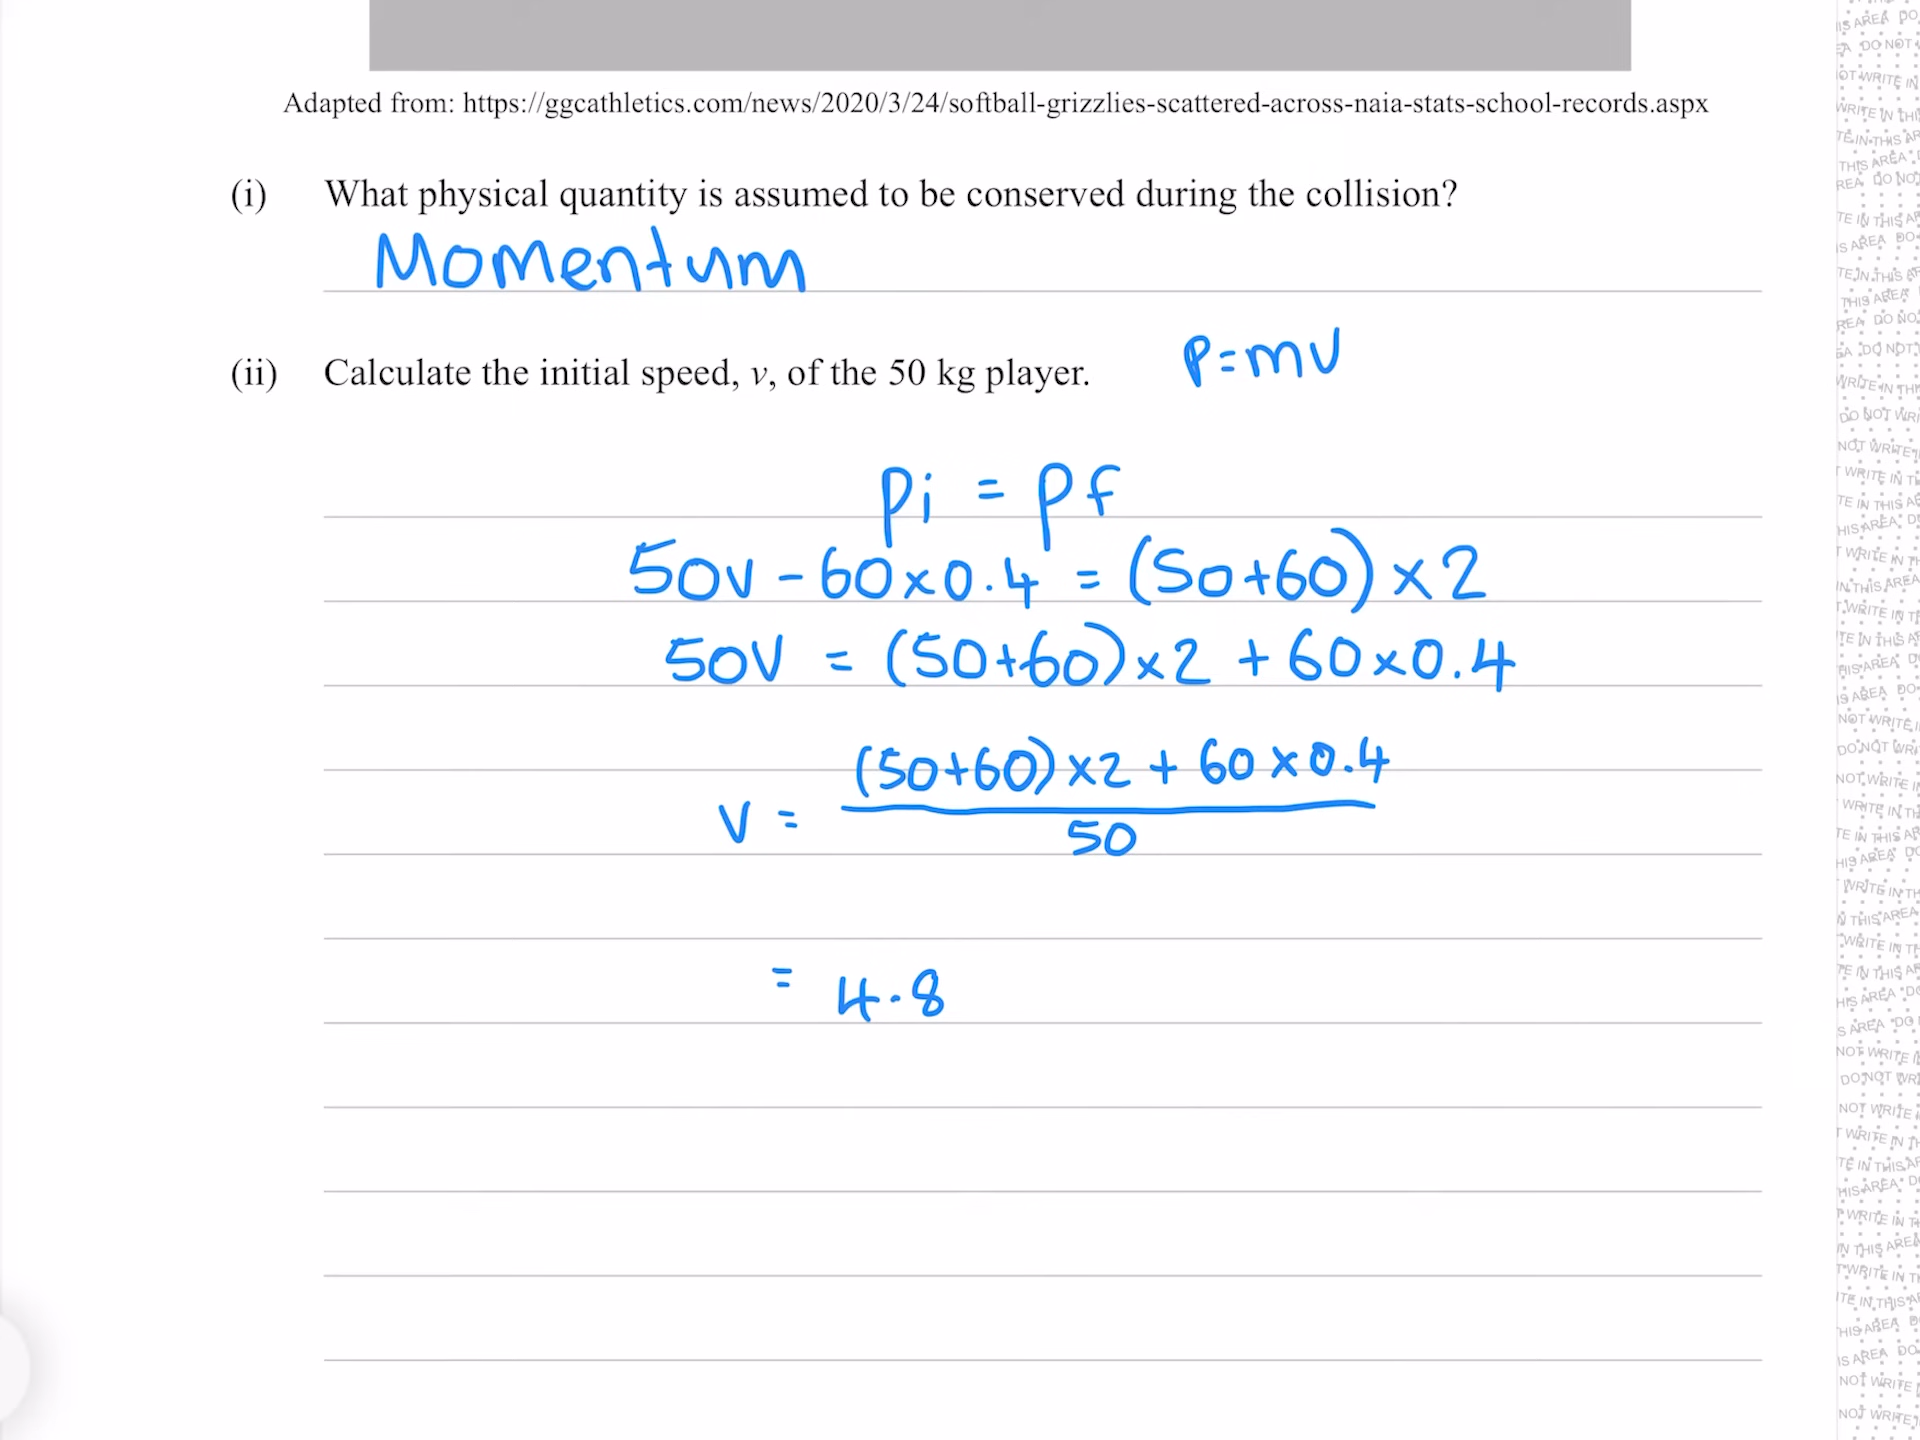 Adapted from: https://ggcathletics.com/news/2020/3/24/softball-grizzlies-scattered-across-naia-stats-school-records.aspx
(i) What physical quantity is assumed to be conserved during the collision?
Momentum
(ii) Calculate the initial speed, v, of the 50 kg player.
P=mv
Pi = Pf
50v - 60×0.4 = (50+60)×2
50v = (50+60)×2 + 60×0.4
v = (50+60)×2 + 60×0.4
50
= 4.8